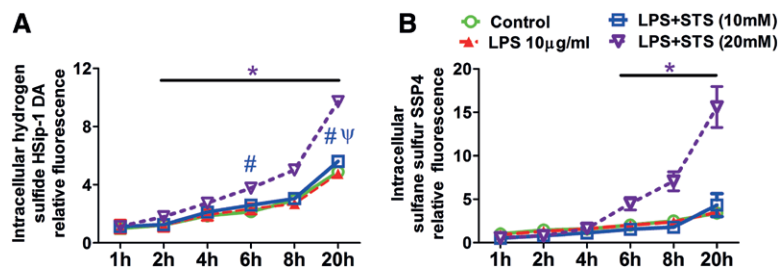 A
B
Control
LPS 10μg/ml
LPS+STS (10mM)
LPS+STS (20mM)
Intracellular hydrogen
sulfide HSip-1 DA
relative fluorescence
12
8
4
0
*
#
# Ψ
1h 2h 4h 6h 8h 20h
Intracellular
sulfane sulfur SSP4
relative fluorescence
20
15
10
5
0
*
1h 2h 4h 6h 8h 20h